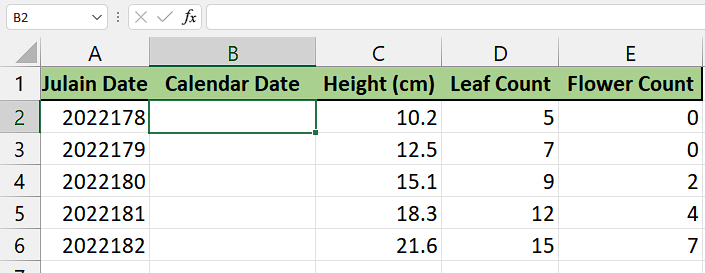 B2 fx
A B C D E
1 Julain Date Calendar Date Height (cm) Leaf Count Flower Count
2 2022178 10.2 5 0
3 2022179 12.5 7 0
4 2022180 15.1 9 2
5 2022181 18.3 12 4
6 2022182 21.6 15 7